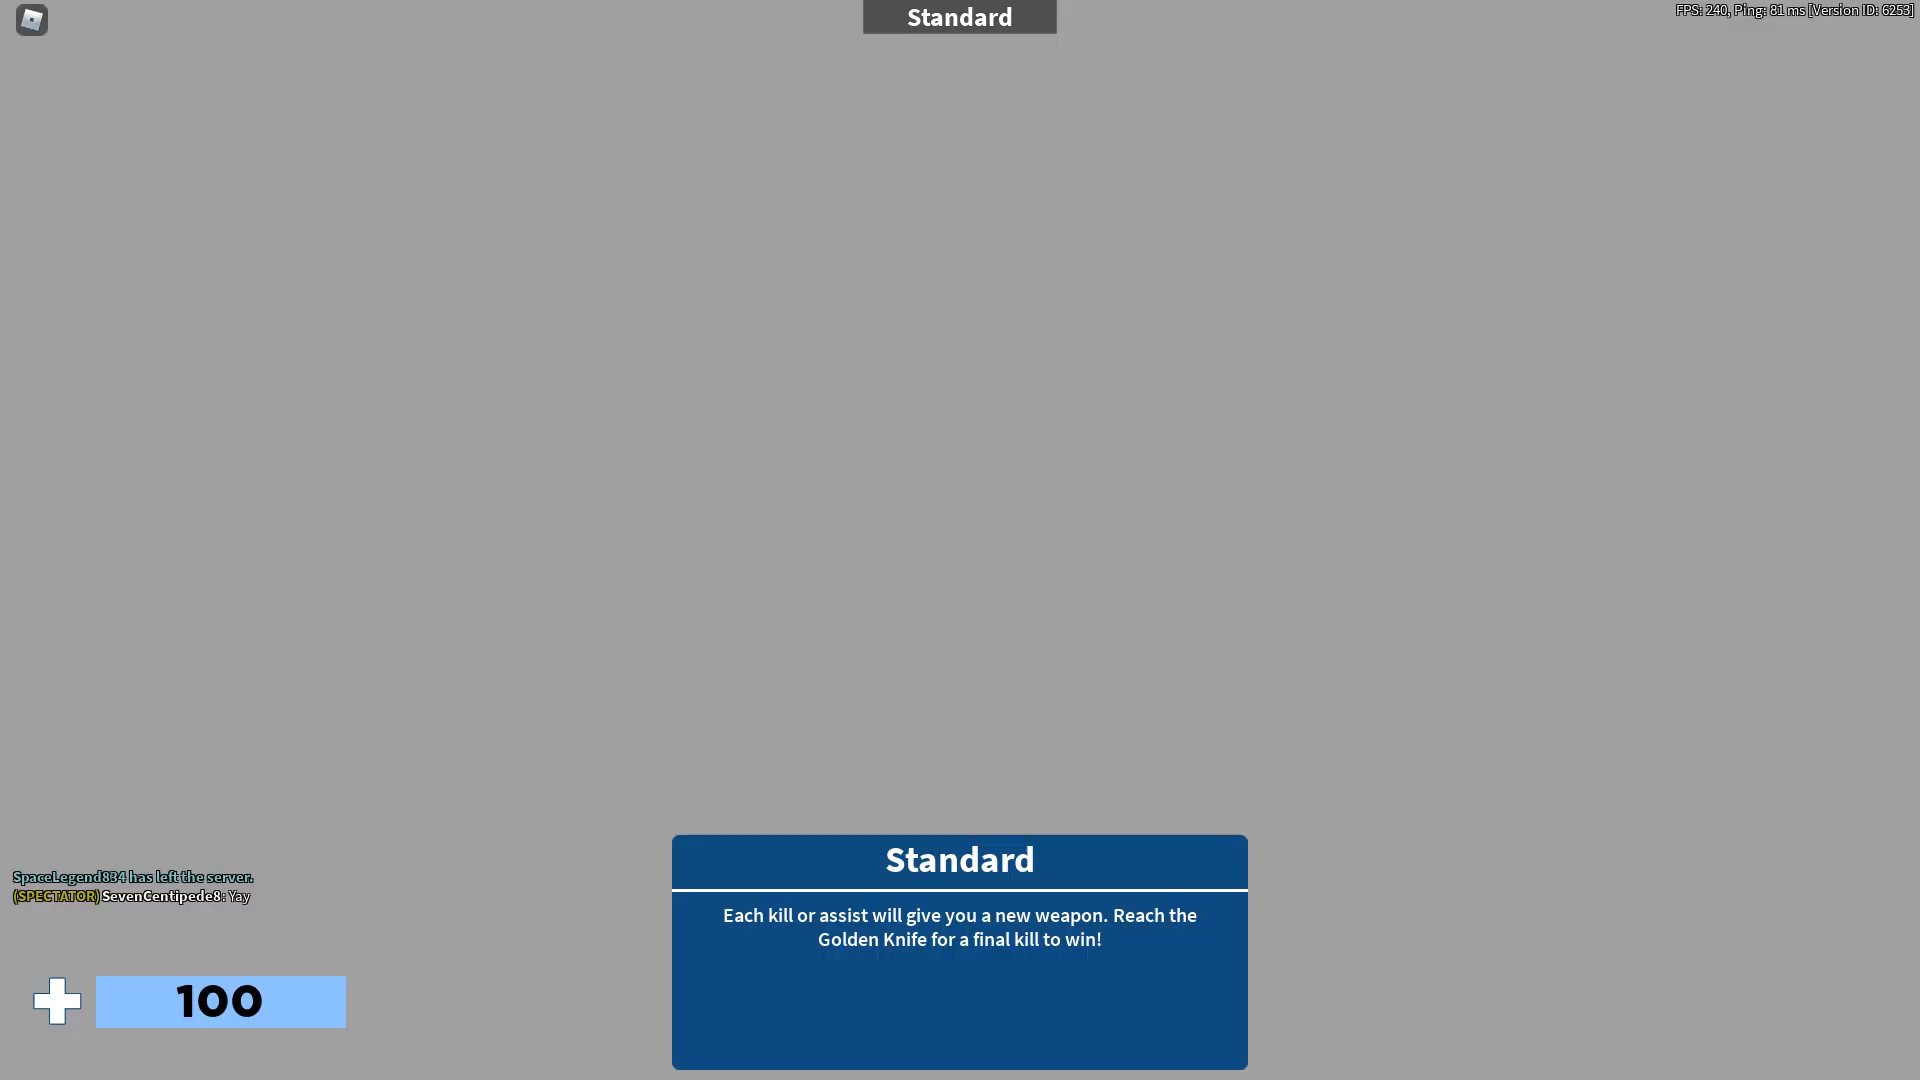 Standard
FPS: 240, Ping: 81 ms [Version ID: 6253]
SpaceLegend834 has left the server.
(SPECTATOR) SevenCentipede8: Yay
100
Standard
Each kill or assist will give you a new weapon. Reach the
Golden Knife for a final kill to win!